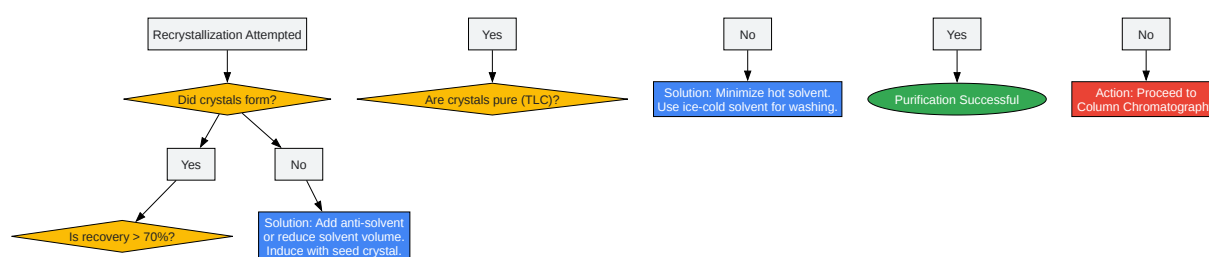 Recrystallization Attempted
Yes
No
Yes
No
Did crystals form?
Are crystals pure (TLC)?
Solution: Minimize hot solvent.
Use ice-cold solvent for washing.
Purification Successful
Action: Proceed to
Column Chromatograph
Yes
No
Is recovery > 70%?
Solution: Add anti-solvent
or reduce solvent volume.
Induce with seed crystal.